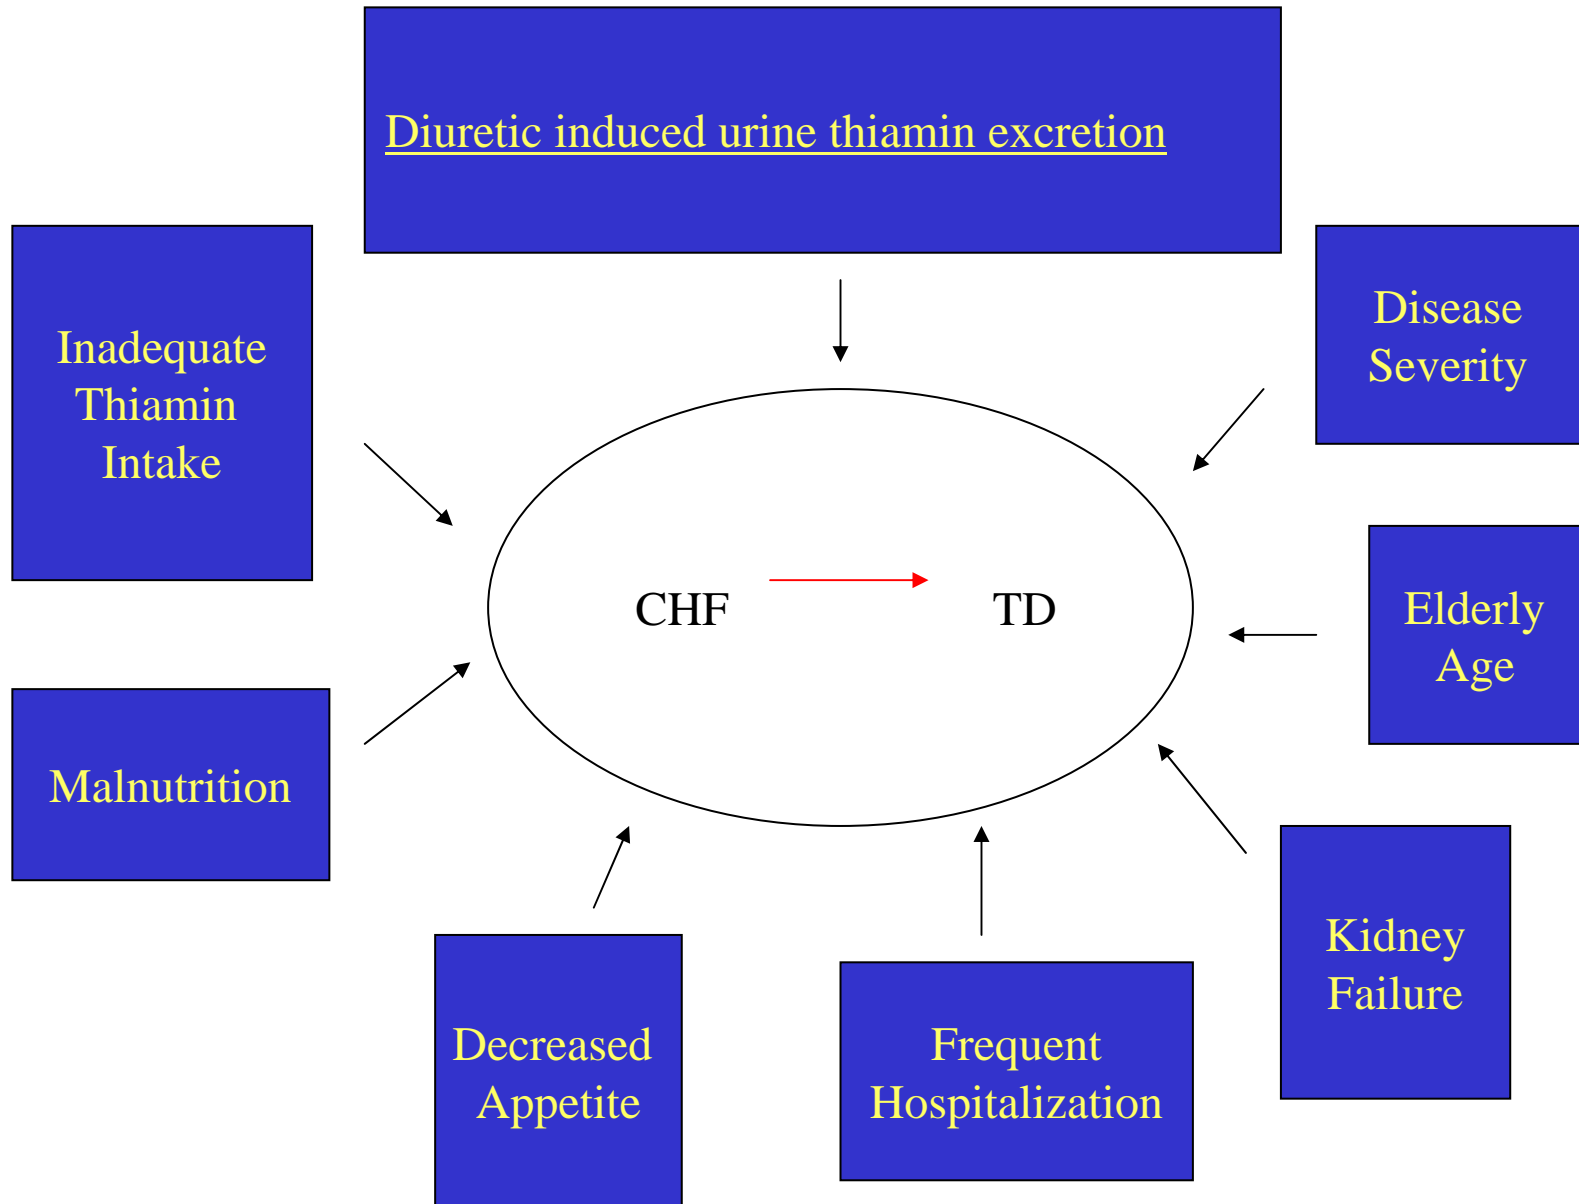 Diuretic induced urine thiamin excretion
Inadequate
Thiamin
Intake
Disease
Severity
CHF
TD
Elderly
Age
Malnutrition
Kidney
Failure
Decreased
Appetite
Frequent
Hospitalization